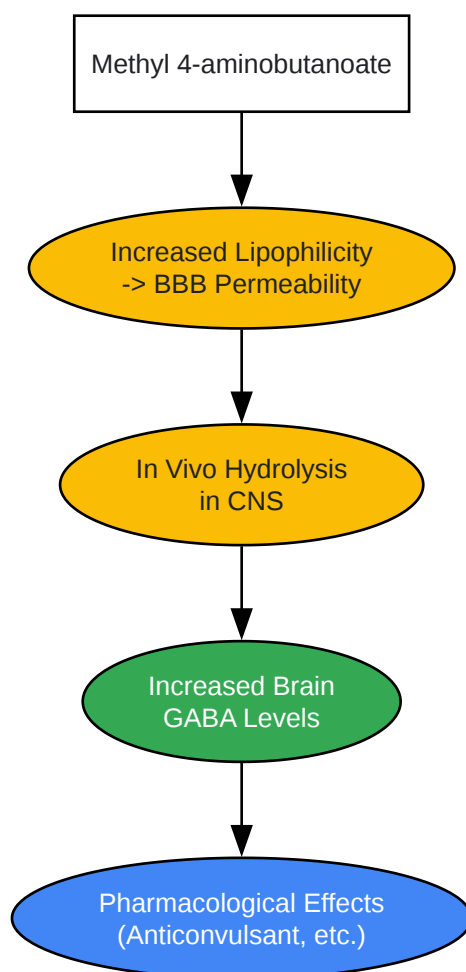 Methyl 4-aminobutanoate
Increased Lipophilicity
-> BBB Permeability
In Vivo Hydrolysis
in CNS
Increased Brain
GABA Levels
Pharmacological Effects
(Anticonvulsant, etc.)